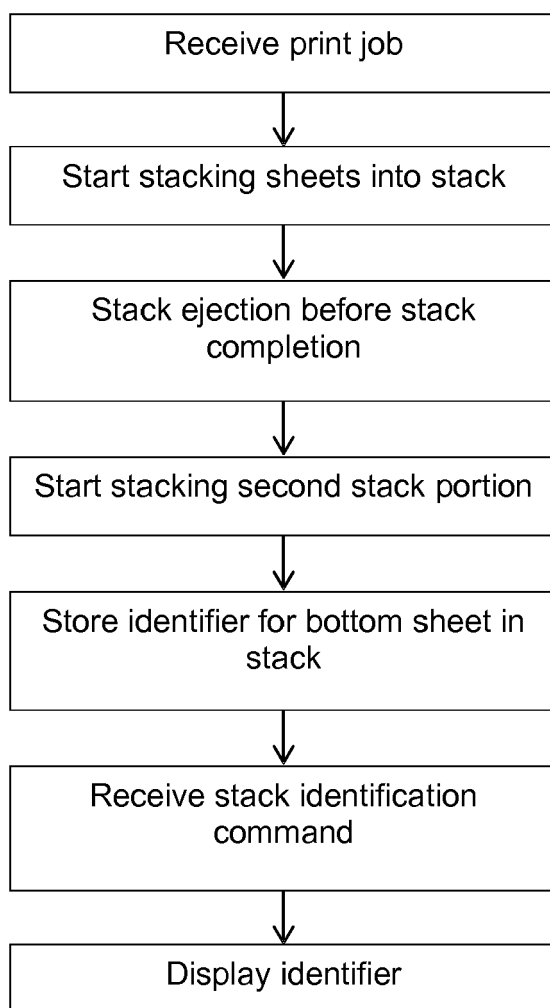 Receive print job
Start stacking sheets into stack
Stack ejection before stack
completion
Start stacking second stack portion
Store identifier for bottom sheet in
stack
Receive stack identification
command
Display identifier